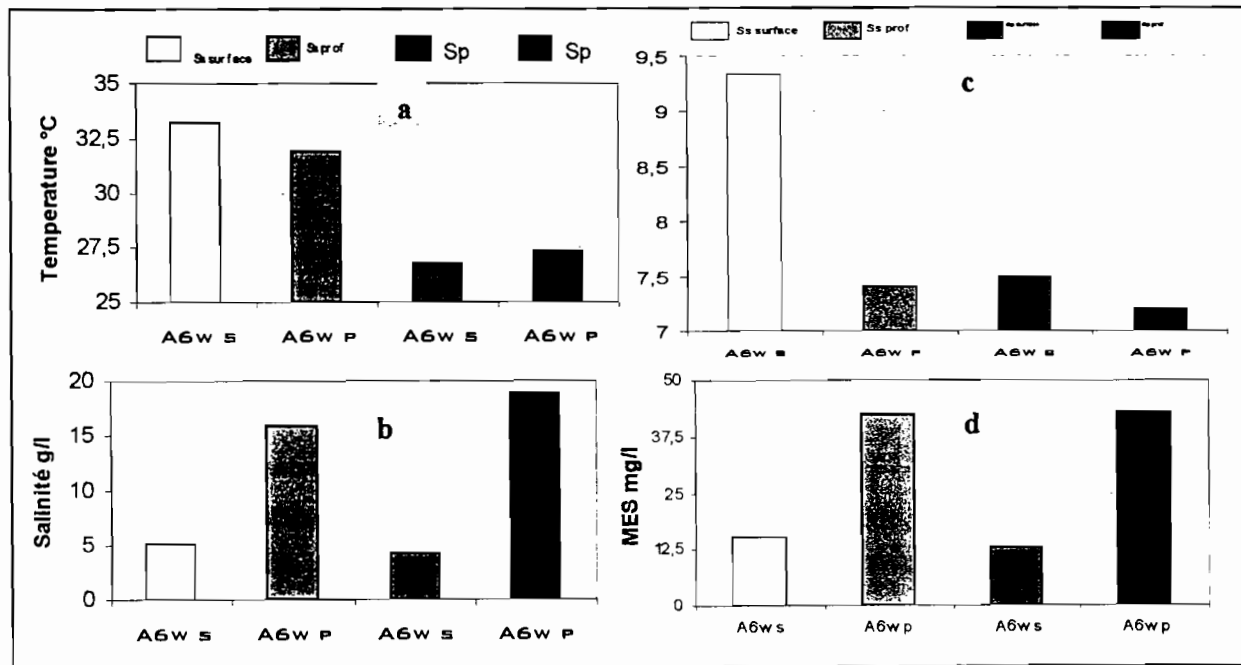 Ss surface Ss prof Sp Sp
a
Temperature °C
35
32,5
30
27,5
25
A6w s A6w P A6w s A6w P
Ss surface Ss prof
c
9,5
9
8,5
8
7,5
7
A6w s A6w P A6w s A6w P
b
Salinité g/l
20
15
10
5
0
A6w s A6w P A6w s A6w P
d
MES mg/l
50
37,5
25
12,5
0
A6w s A6w p A6w s A6w p